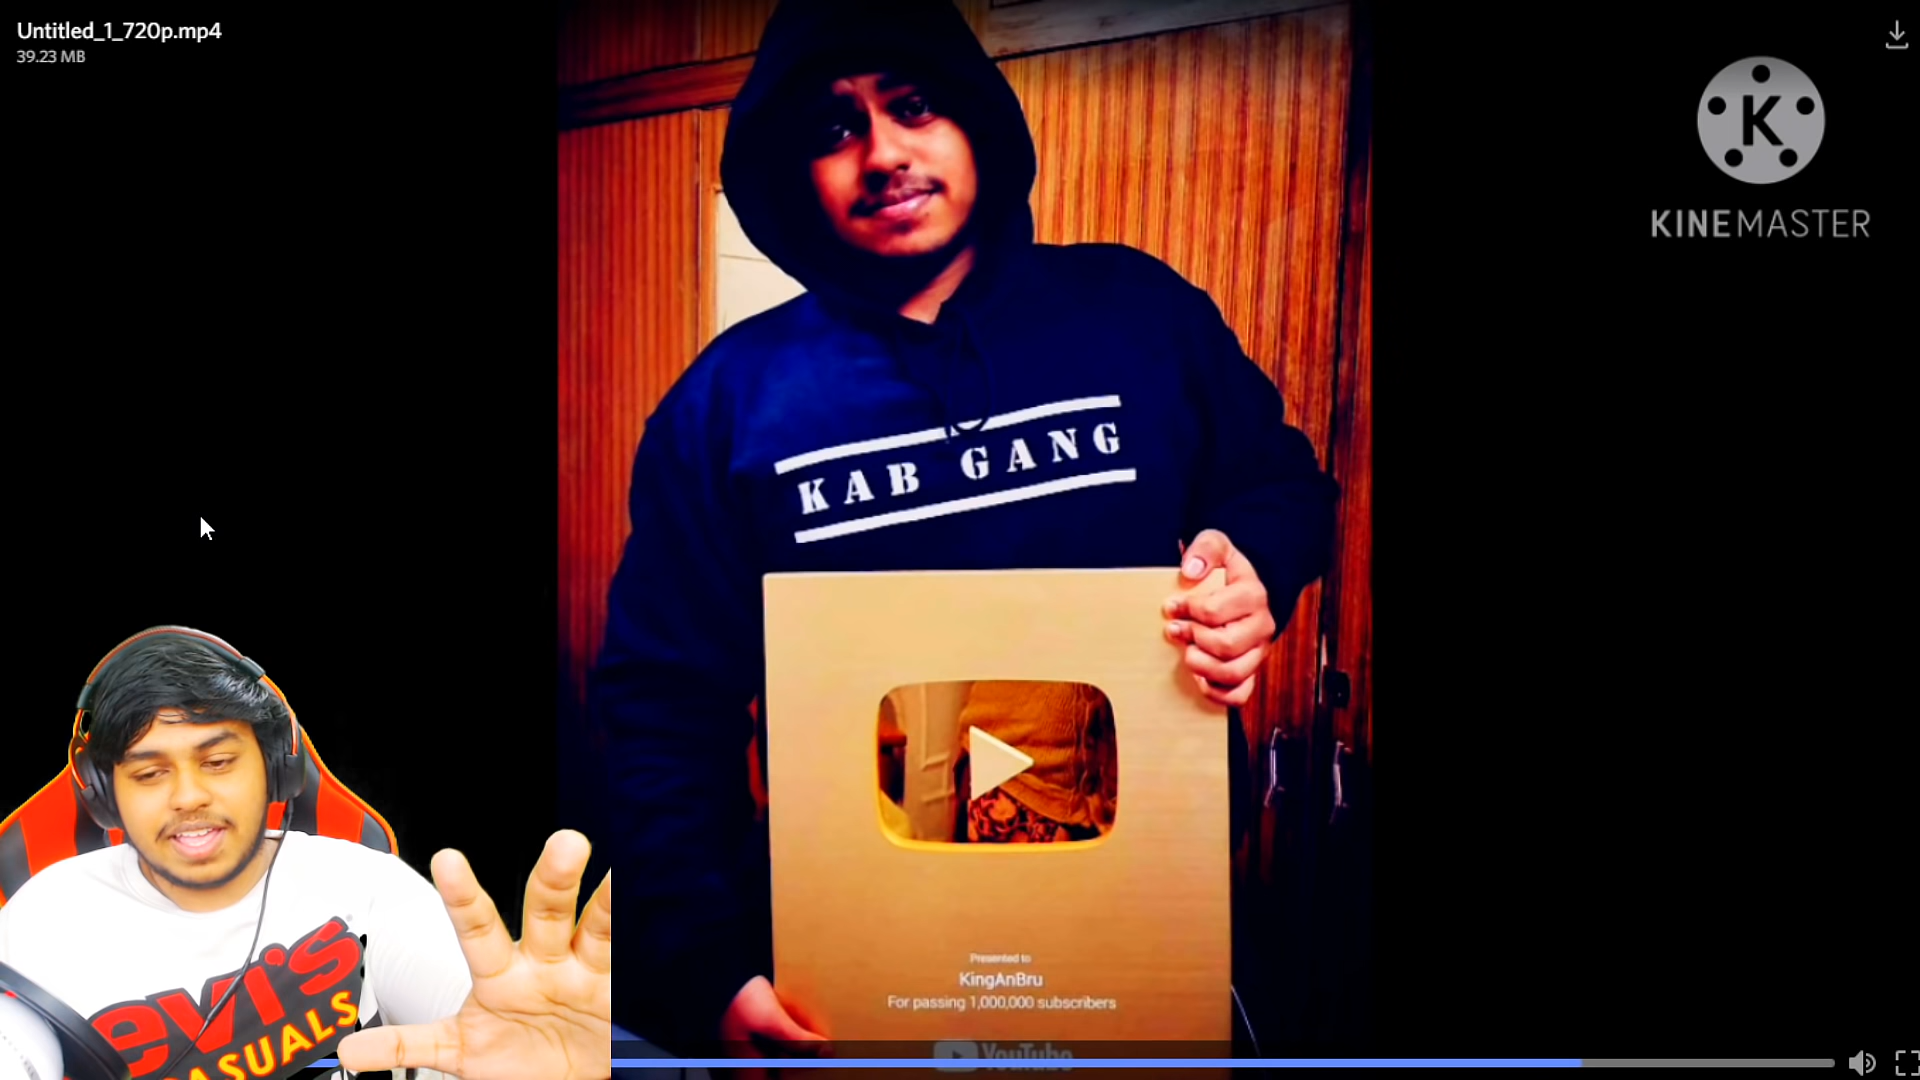 Untitled_1_720p.mp4
39.23 MB
K
KINEMASTER
KAB GANG
Presented to
KingAnBru
For passing 1,000,000 subscribers
YouTube
evi's
ASUALS